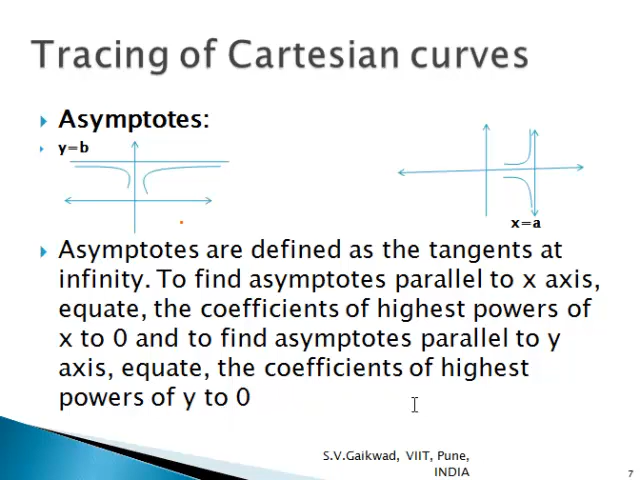 Tracing of Cartesian curves
Asymptotes:
y=b
x=a
Asymptotes are defined as the tangents at
infinity. To find asymptotes parallel to x axis,
equate, the coefficients of highest powers of
x to 0 and to find asymptotes parallel to y
axis, equate, the coefficients of highest
powers of y to 0
S.V.Gaikwad, VIIT, Pune,
INDIA
7